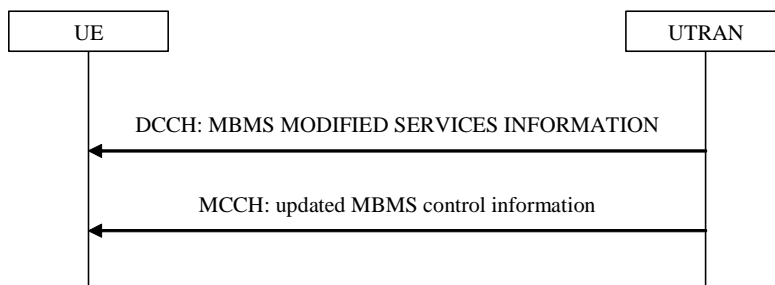 UE
UTRAN
DCCH: MBMS MODIFIED SERVICES INFORMATION
MCCH: updated MBMS control information